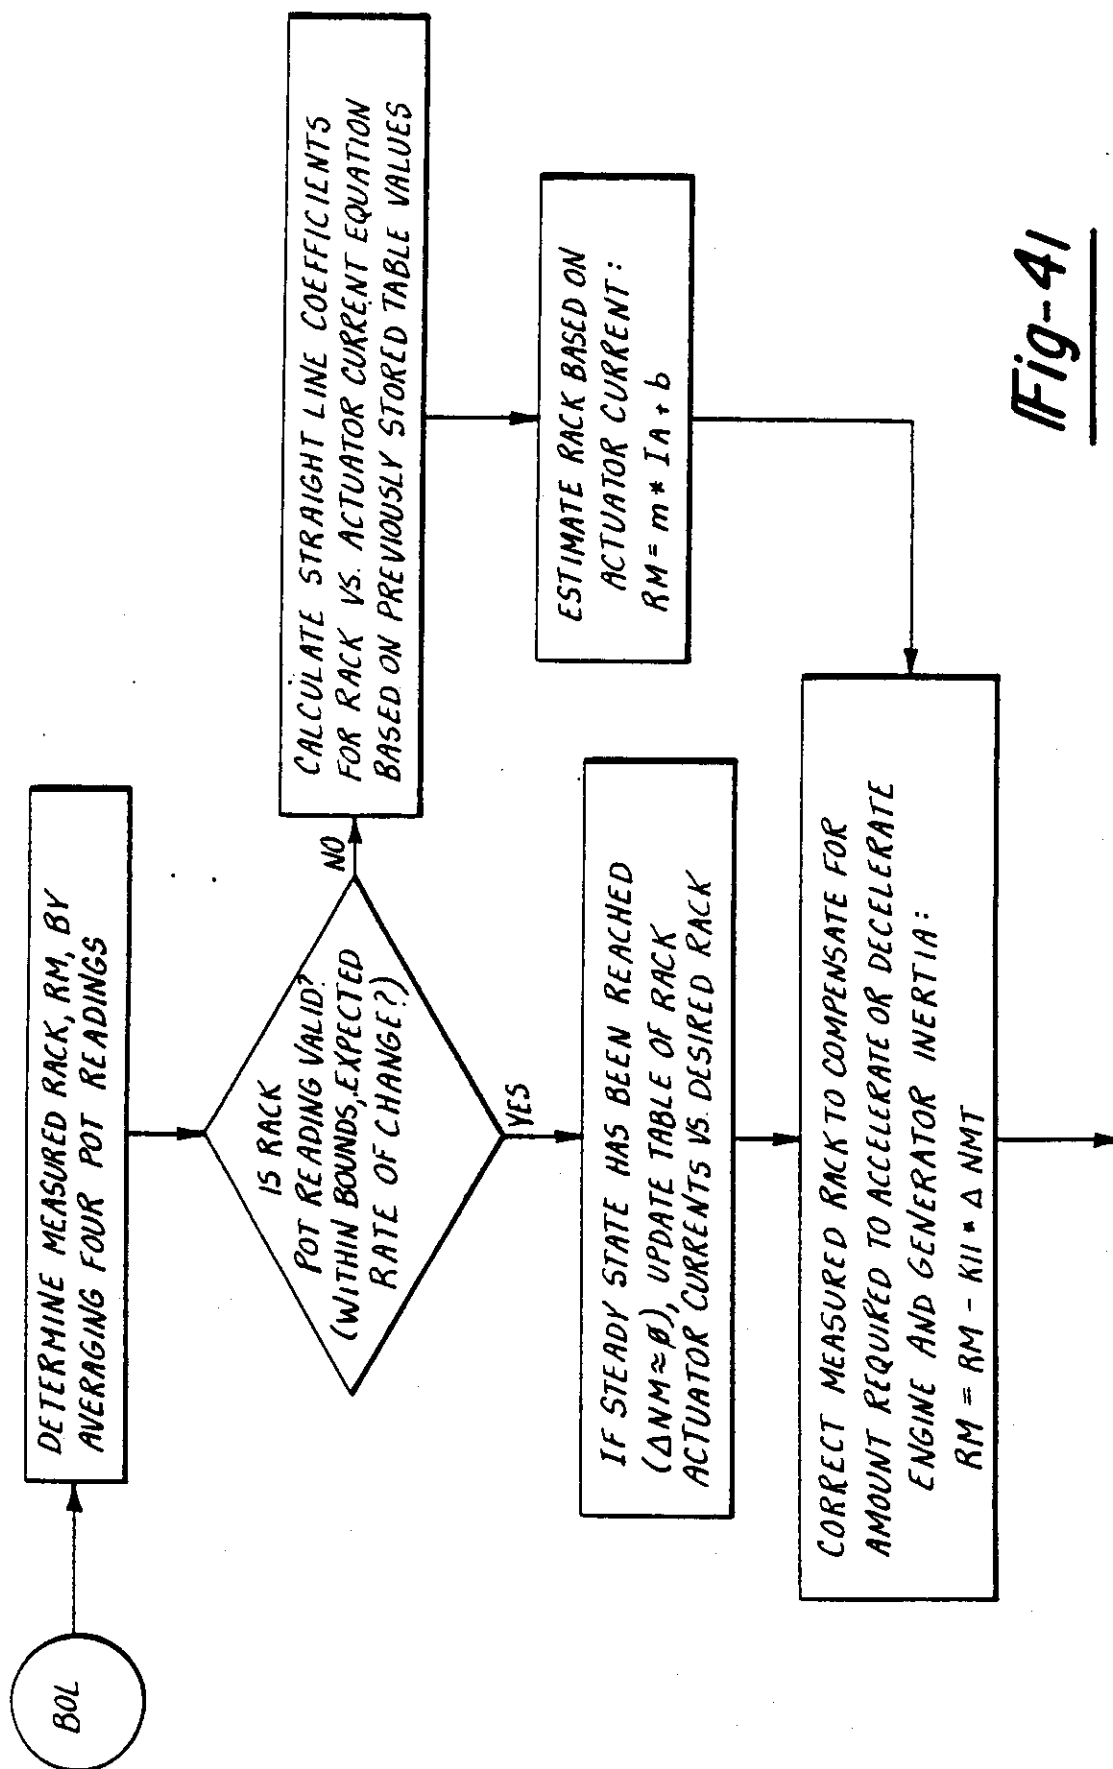 BOL
DETERMINE MEASURED RACK, RM, BY
AVERAGING FOUR POT READINGS
IS RACK
POT READING VALID?
(WITHIN BOUNDS, EXPECTED
RATE OF CHANGE?)
NO
CALCULATE STRAIGHT LINE COEFFICIENTS
FOR RACK VS. ACTUATOR CURRENT EQUATION
BASED ON PREVIOUSLY STORED TABLE VALUES
ESTIMATE RACK BASED ON
ACTUATOR CURRENT:
RM = m * IA + b
YES
IF STEADY STATE HAS BEEN REACHED
(ΔNM≈ø), UPDATE TABLE OF RACK
ACTUATOR CURRENTS VS. DESIRED RACK
CORRECT MEASURED RACK TO COMPENSATE FOR
AMOUNT REQUIRED TO ACCELERATE OR DECELERATE
ENGINE AND GENERATOR INERTIA:
RM = RM - K11 * Δ NMT
Fig-41